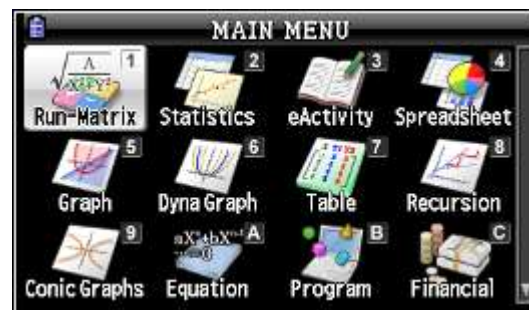 MAIN MENU
1 2 3 4
Run-Matrix Statistics eActivity Spreadsheet
5 6 7 8
Graph Dyna Graph Table Recursion
9 A B C
Conic Graphs Equation Program Financial